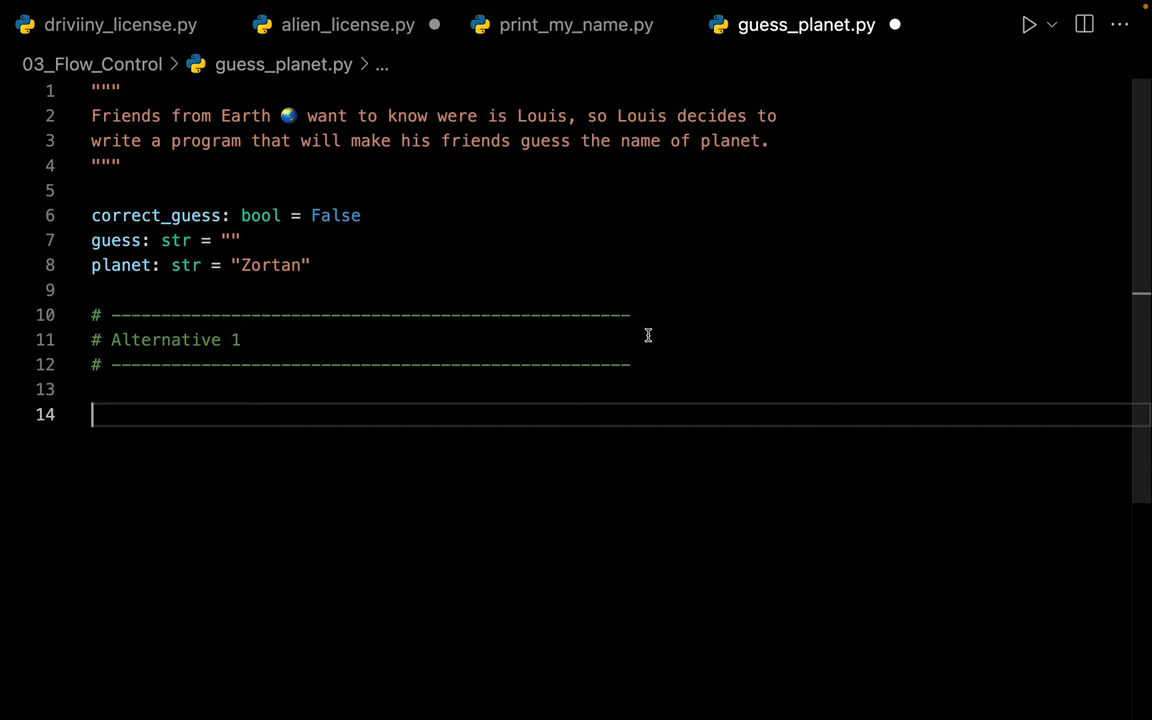 driviiny_license.py alien_license.py print_my_name.py guess_planet.py
03_Flow_Control > guess_planet.py > ...
1 """
2 Friends from Earth 🌏 want to know were is Louis, so Louis decides to
3 write a program that will make his friends guess the name of planet.
4 """
5
6 correct_guess: bool = False
7 guess: str = ""
8 planet: str = "Zortan"
9
10 # ----------------------------------------------------
11 # Alternative 1
12 # ----------------------------------------------------
13
14